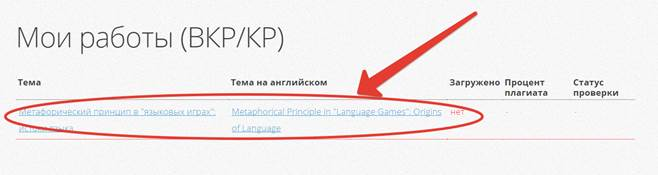 Мои работы (ВКР/КР)
Тема Тема на английском Загружено Процент плагиата Статус проверки
Метафорический принцип в "языковых играх": Metaphorical Principle in "Language Games": Origins нет - -
истоки языка of Language